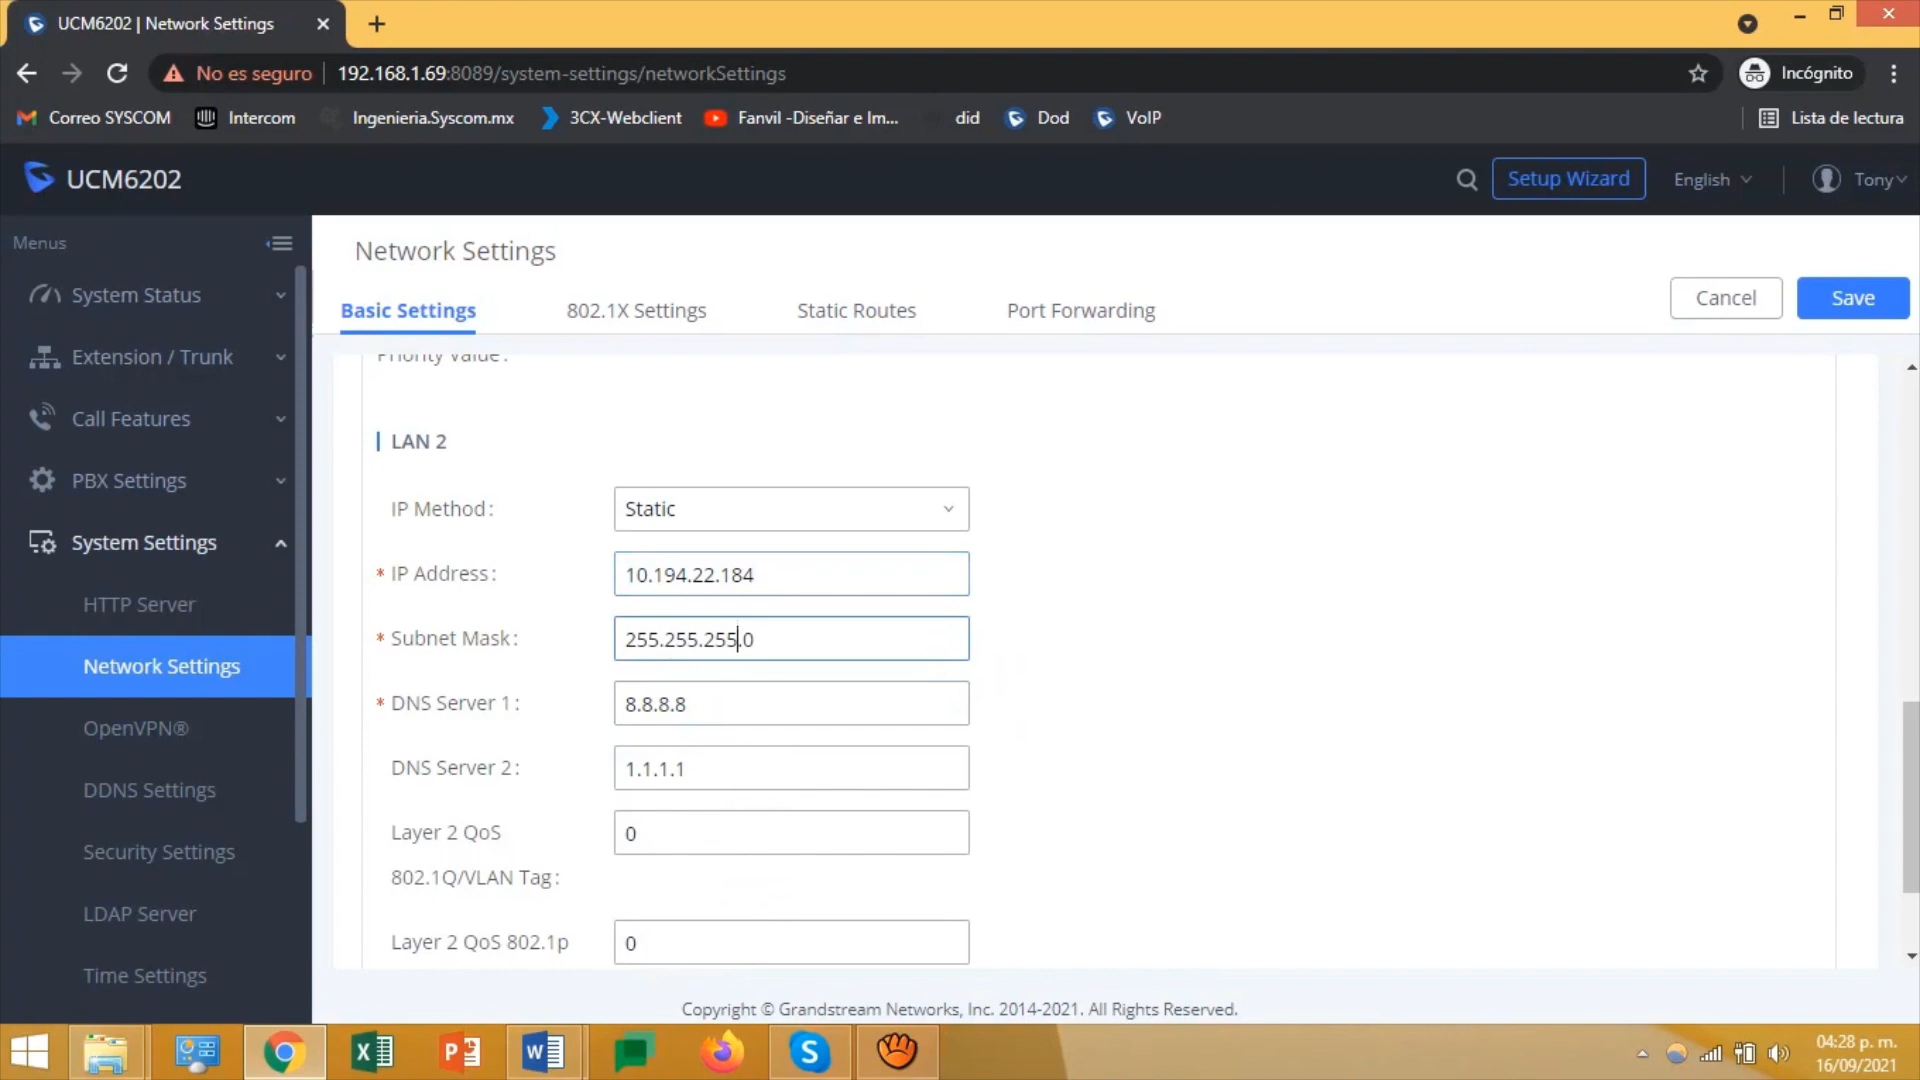 UCM6202 | Network Settings
No es seguro
192.168.1.69:8089/system-settings/networkSettings
Incógnito
Correo SYSCOM
Intercom
Ingenieria.Syscom.mx
3CX-Webclient
Fanvil -Diseñar e Im...
did
Dod
VoIP
Lista de lectura
UCM6202
Setup Wizard
English
Tony
Menus
System Status
Extension / Trunk
Call Features
PBX Settings
System Settings
HTTP Server
Network Settings
OpenVPN®
DDNS Settings
Security Settings
LDAP Server
Time Settings
Network Settings
Cancel
Save
Basic Settings
802.1X Settings
Static Routes
Port Forwarding
Priority Value :
LAN 2
IP Method :
Static
* IP Address :
10.194.22.184
* Subnet Mask :
255.255.255.0
* DNS Server 1 :
8.8.8.8
DNS Server 2 :
1.1.1.1
Layer 2 QoS
802.1Q/VLAN Tag :
0
Layer 2 QoS 802.1p
0
Copyright © Grandstream Networks, Inc. 2014-2021. All Rights Reserved.
04:28 p. m.
16/09/2021